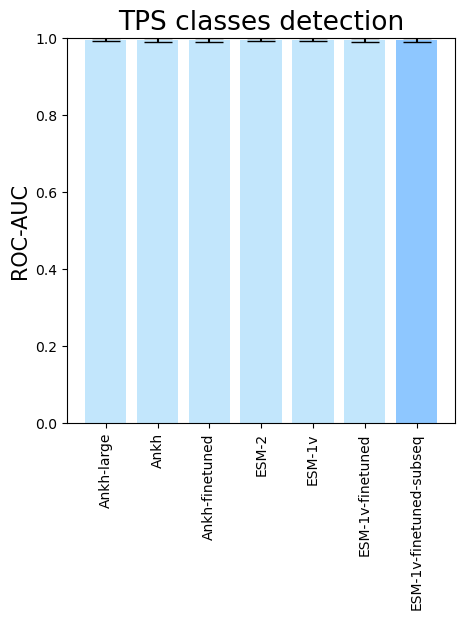 TPS classes detection
ROC-AUC
1.0
0.8
0.6
0.4
0.2
0.0
Ankh-large
Ankh
Ankh-finetuned
ESM-2
ESM-1v
ESM-1v-finetuned
ESM-1v-finetuned-subseq